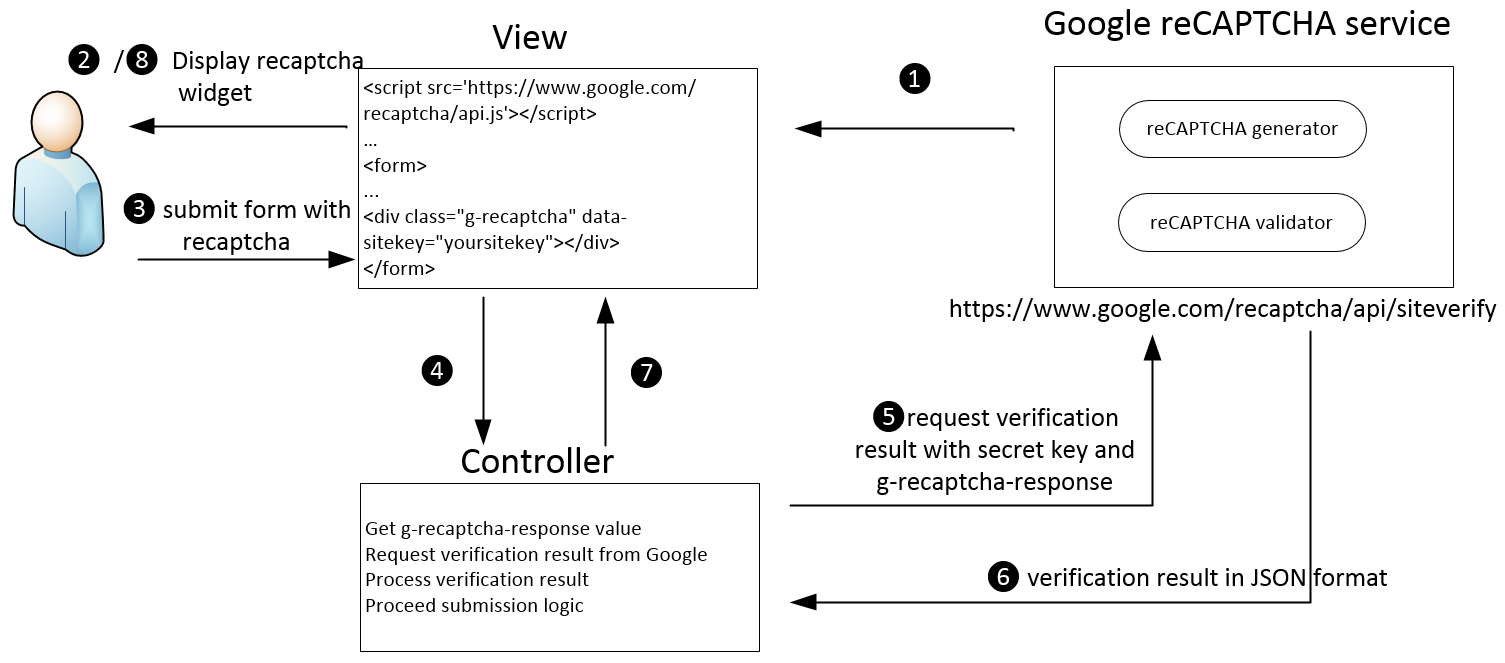 View
Google reCAPTCHA service
❷ /❽ Display recaptcha
widget
<script src='https://www.google.com/
recaptcha/api.js'></script>
...
<form>
...
<div class="g-recaptcha" data-
sitekey="yoursitekey"></div>
</form>
❶
reCAPTCHA generator
reCAPTCHA validator
https://www.google.com/recaptcha/api/siteverify
❸ submit form with
recaptcha
❹
❼
❺ request verification
result with secret key and
g-recaptcha-response
Controller
Get g-recaptcha-response value
Request verification result from Google
Process verification result
Proceed submission logic
❻ verification result in JSON format